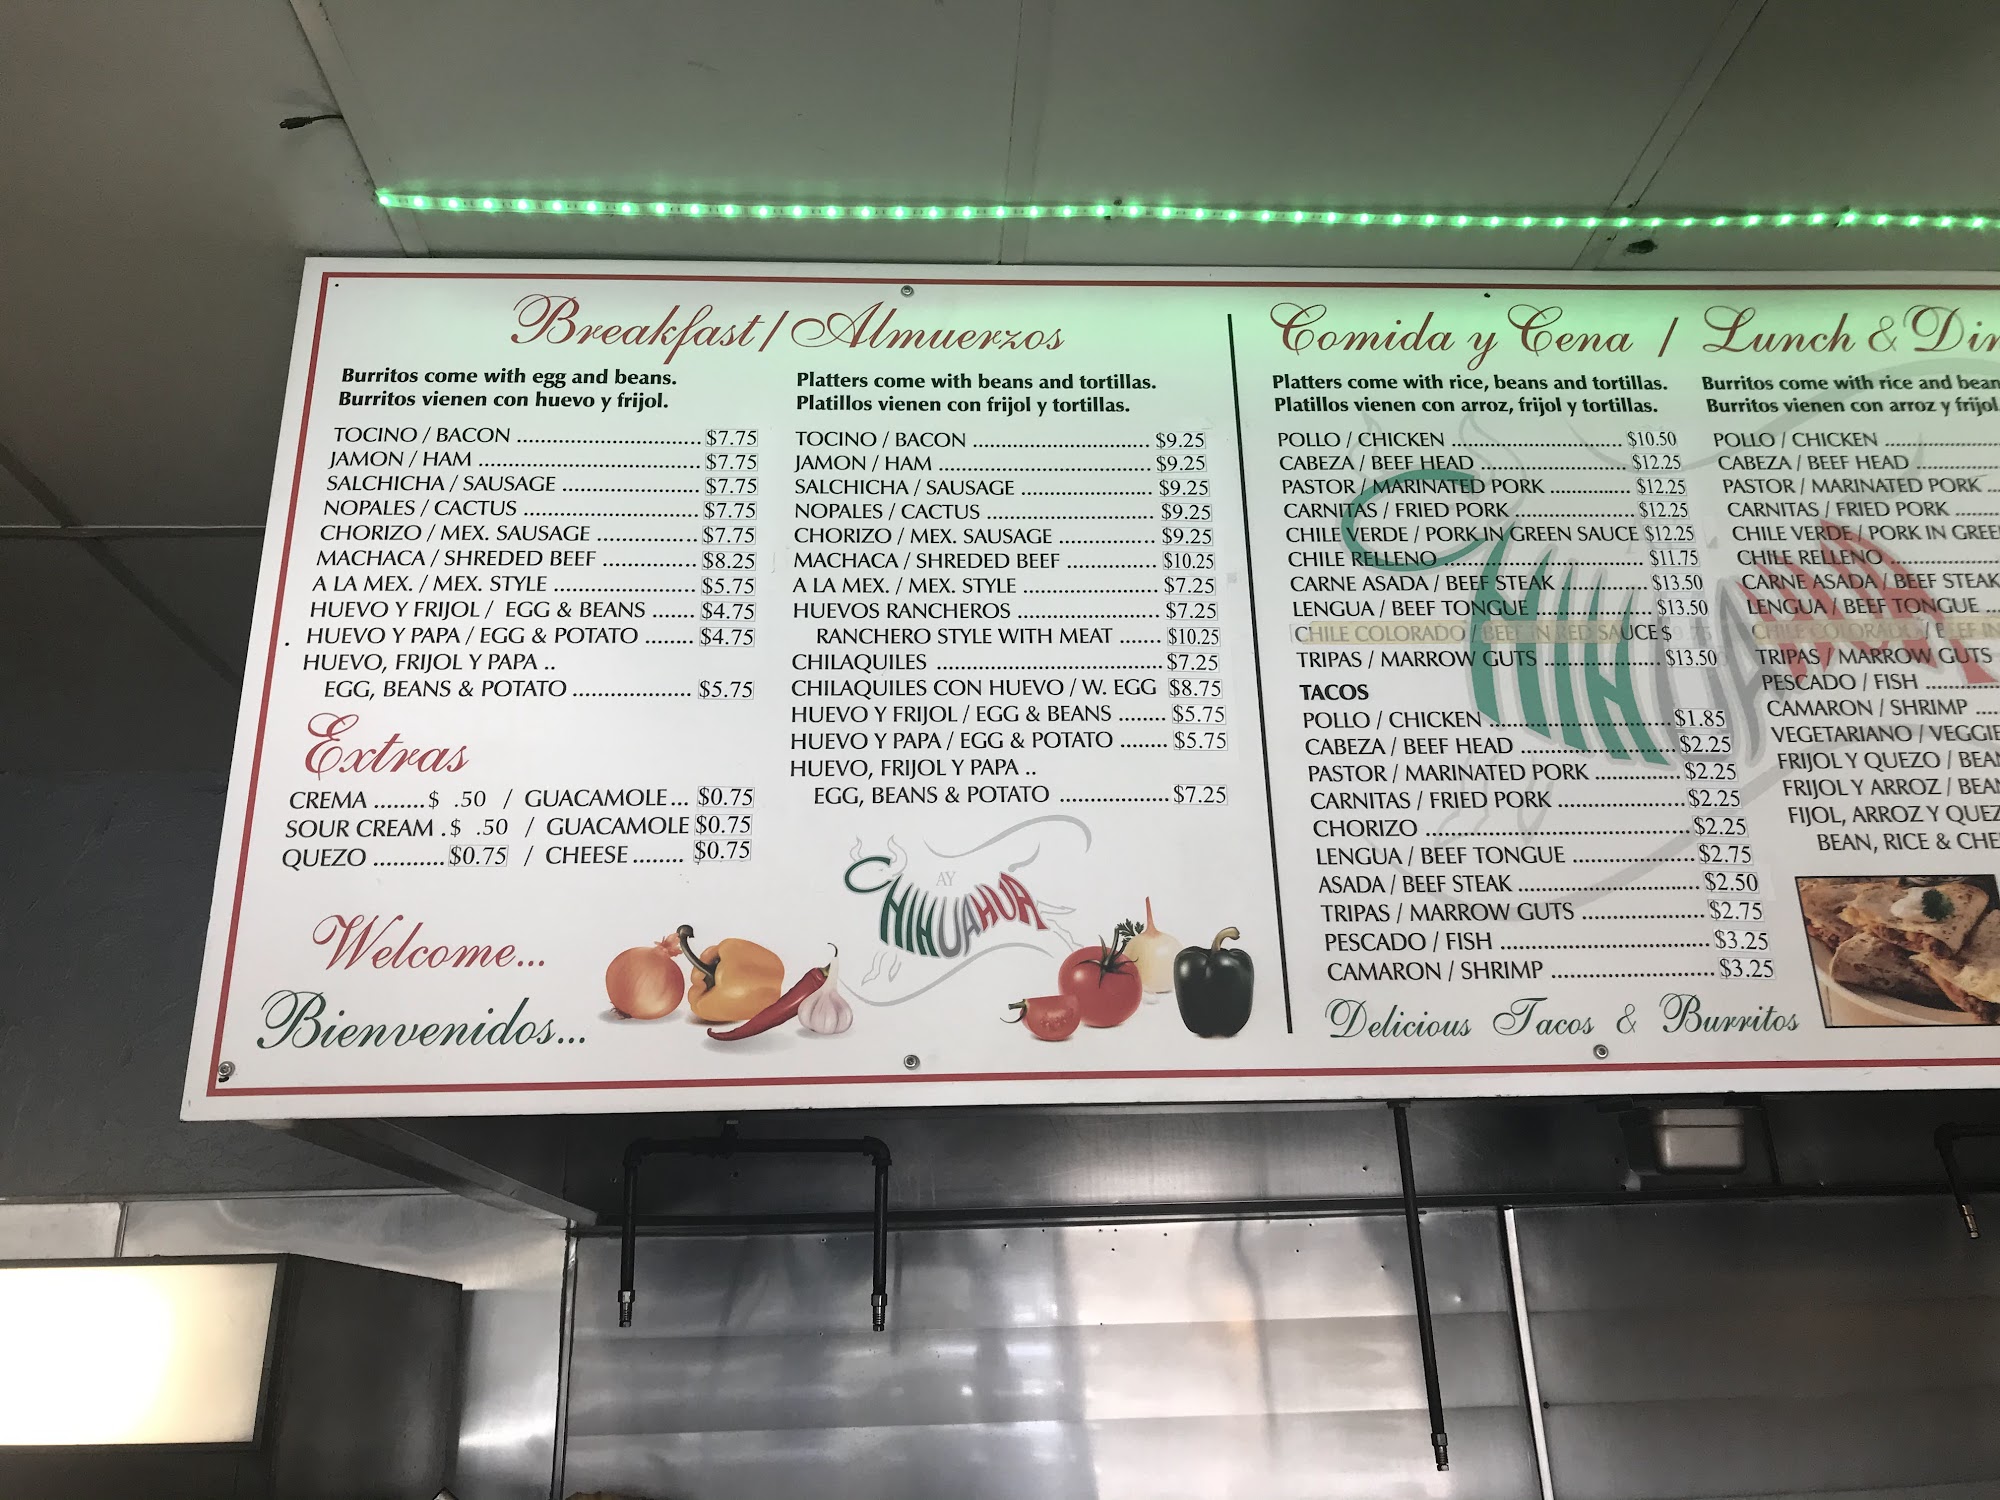 Breakfast / Almuerzos
Burritos come with egg and beans.
Burritos vienen con huevo y frijol.
TOCINO / BACON ....................................... $7.75
JAMON / HAM ............................................... $7.75
SALCHICHA / SAUSAGE ............................. $7.75
NOPALES / CACTUS ..................................... $7.75
CHORIZO / MEX. SAUSAGE ..................... $7.75
MACHACA / SHREDED BEEF .................... $8.25
A LA MEX. / MEX. STYLE .............................. $5.75
HUEVO Y FRIJOL / EGG & BEANS ....... $4.75
HUEVO Y PAPA / EGG & POTATO ........ $4.75
HUEVO, FRIJOL Y PAPA ..
EGG, BEANS & POTATO ...................... $5.75
Extras
CREMA ........$ .50 / GUACAMOLE... $0.75
SOUR CREAM .$ .50 / GUACAMOLE $0.75
QUEZO ...........$0.75 / CHEESE........ $0.75
Welcome...
Bienvenidos...
Platters come with beans and tortillas.
Platillos vienen con frijol y tortillas.
TOCINO / BACON ..................................... $9.25
JAMON / HAM ............................................. $9.25
SALCHICHA / SAUSAGE ............................ $9.25
NOPALES / CACTUS ................................... $9.25
CHORIZO / MEX. SAUSAGE .................... $9.25
MACHACA / SHREDED BEEF ................... $10.25
A LA MEX. / MEX. STYLE ............................. $7.25
HUEVOS RANCHEROS .............................. $7.25
RANCHERO STYLE WITH MEAT ....... $10.25
CHILAQUILES ............................................... $7.25
CHILAQUILES CON HUEVO / W. EGG $8.75
HUEVO Y FRIJOL / EGG & BEANS ........ $5.75
HUEVO Y PAPA / EGG & POTATO ........ $5.75
HUEVO, FRIJOL Y PAPA ..
EGG, BEANS & POTATO ...................... $7.25
AY
CHIHUAHUA
Comida y Cena / Lunch & Din
Platters come with rice, beans and tortillas.
Platillos vienen con arroz, frijol y tortillas.
POLLO / CHICKEN .................................... $10.50
CABEZA / BEEF HEAD .............................. $12.25
PASTOR / MARINATED PORK ................ $12.25
CARNITAS / FRIED PORK ......................... $12.25
CHILE VERDE / PORK IN GREEN SAUCE $12.25
CHILE RELLENO ......................................... $11.75
CARNE ASADA / BEEF STEAK ................... $13.50
LENGUA / BEEF TONGUE ....................... $13.50
CHILE COLORADO / BEEF IN RED SAUCE $
TRIPAS / MARROW GUTS ....................... $13.50
TACOS
POLLO / CHICKEN ..................................... $1.85
CABEZA / BEEF HEAD ............................... $2.25
PASTOR / MARINATED PORK ................ $2.25
CARNITAS / FRIED PORK ......................... $2.25
CHORIZO .................................................... $2.25
LENGUA / BEEF TONGUE ........................ $2.75
ASADA / BEEF STEAK ................................... $2.50
TRIPAS / MARROW GUTS ........................ $2.75
PESCADO / FISH ......................................... $3.25
CAMARON / SHRIMP ................................ $3.25
Delicious Tacos & Burritos
Burritos come with rice and bean
Burritos vienen con arroz y frijol.
POLLO / CHICKEN .......................
CABEZA / BEEF HEAD .................
PASTOR / MARINATED PORK ...
CARNITAS / FRIED PORK .........
CHILE VERDE / PORK IN GREE
CHILE RELLENO .......................
CARNE ASADA / BEEF STEAK
LENGUA / BEEF TONGUE ...
CHILE COLORADO / BEEF IN
TRIPAS / MARROW GUTS
PESCADO / FISH ..............
CAMARON / SHRIMP ....
VEGETARIANO / VEGGIE
FRIJOL Y QUEZO / BEA
FRIJOL Y ARROZ / BEA
FIJOL, ARROZ Y QUEZ
BEAN, RICE & CHE
CHIHUAHUA